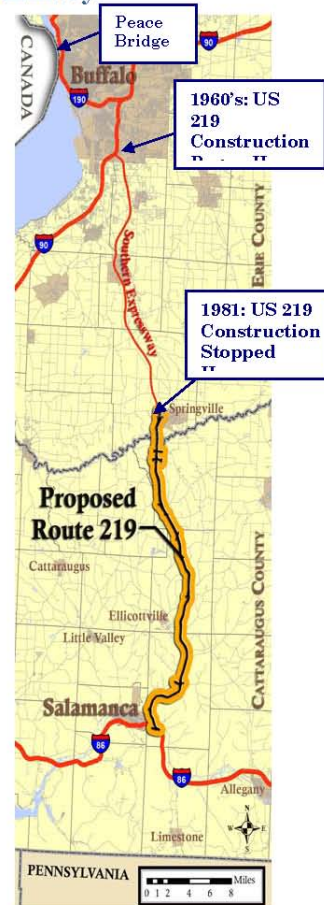 Peace
Bridge
CANADA
90
Buffalo
190
1960's: US
219
Construction
90
Southern Expressway
ERIE COUNTY
1981: US 219
Construction
Stopped
Springville
Proposed
Route 219
Cattaraugus
CATTARAUGUS COUNTY
Ellicottville
Little Valley
Salamanca
86
86
Allegany
N
W
E
S
Limestone
PENNSYLVANIA
Miles
0 1 2 4 6 8